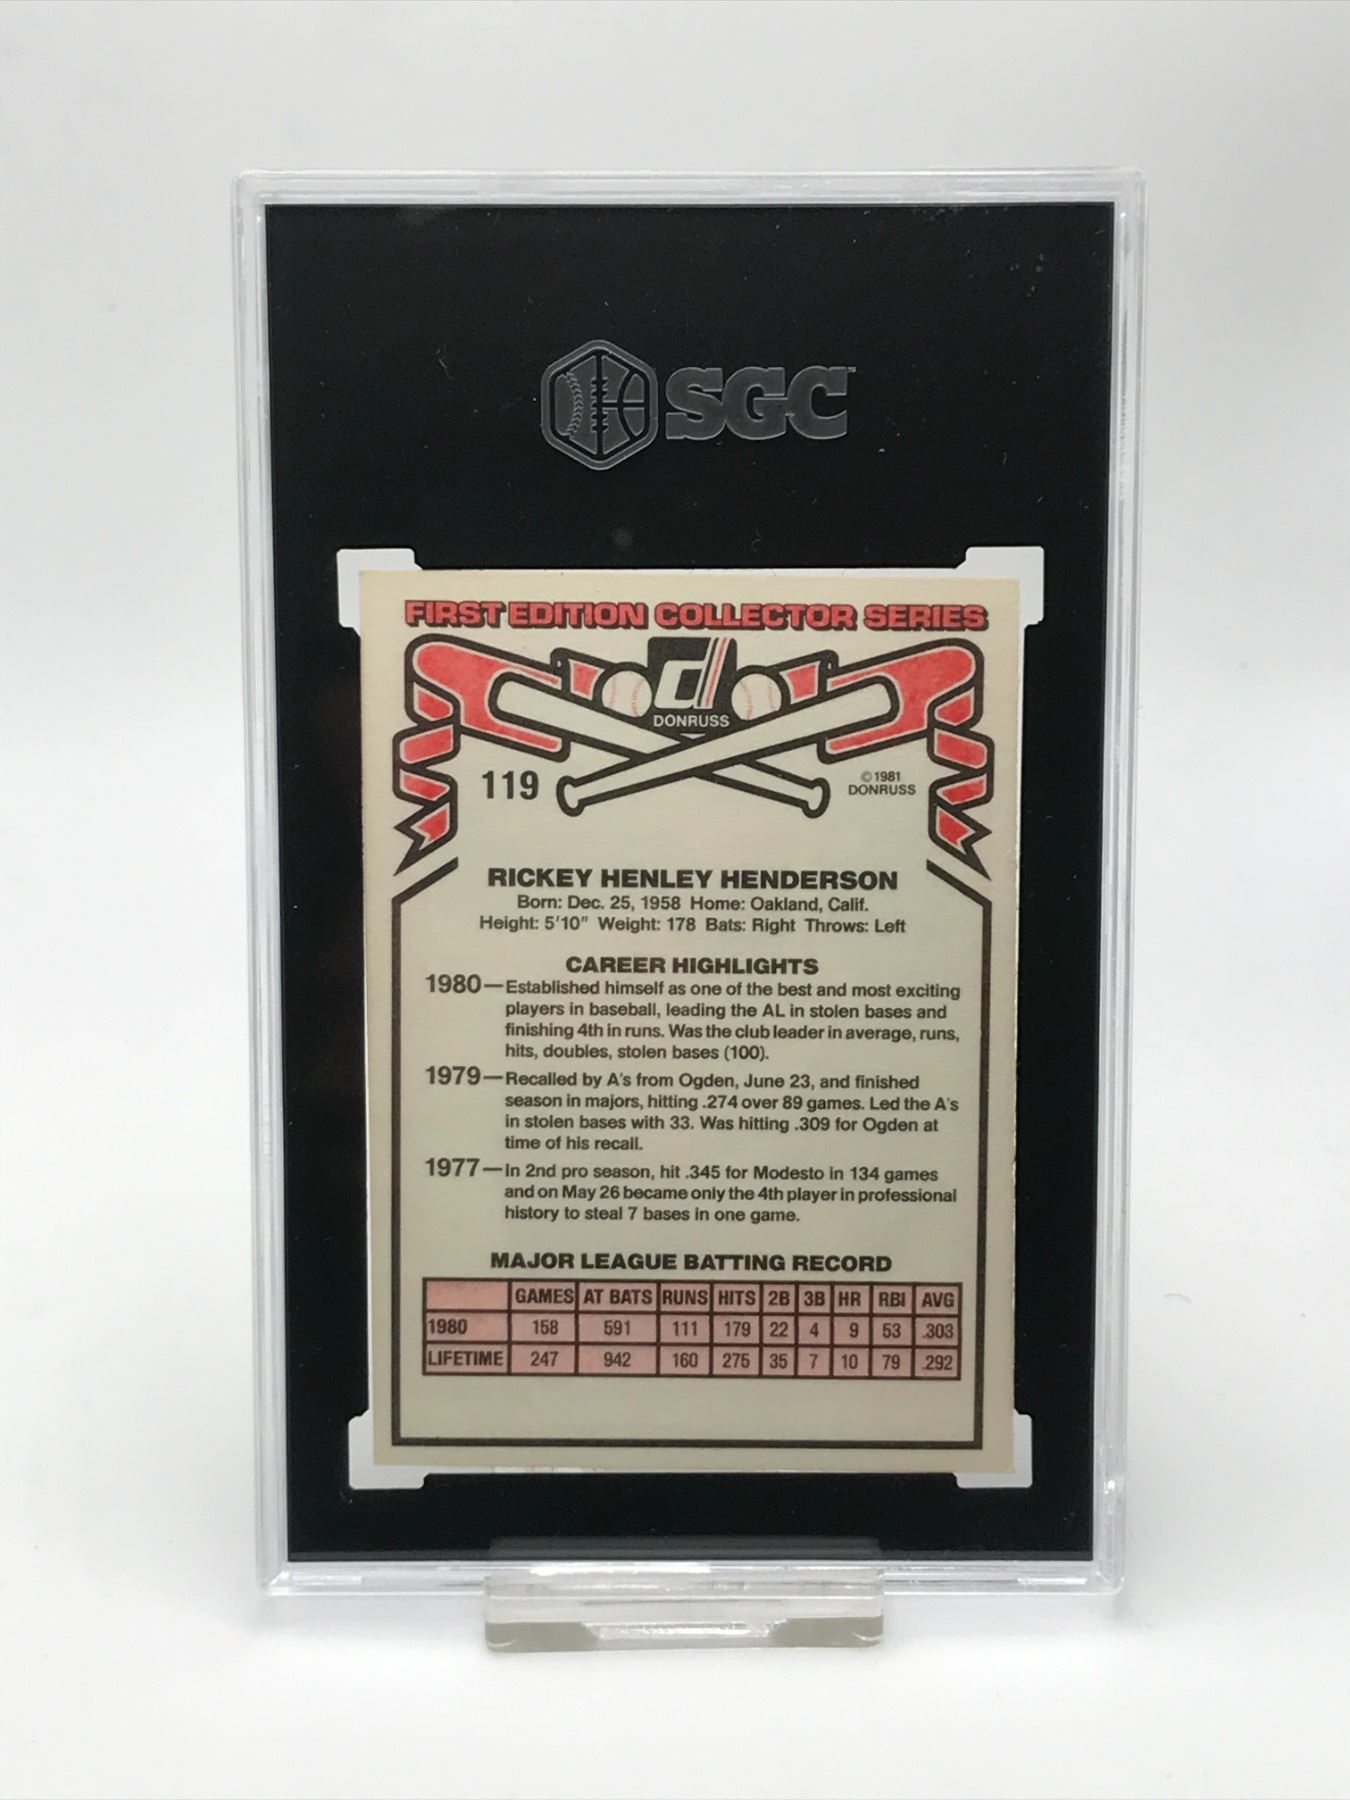 SGC
FIRST EDITION COLLECTOR SERIES
d
DONRUSS
119
©1981
DONRUSS
RICKEY HENLEY HENDERSON
Born: Dec. 25, 1958 Home: Oakland, Calif.
Height: 5'10" Weight: 178 Bats: Right Throws: Left
CAREER HIGHLIGHTS
1980—Established himself as one of the best and most exciting
players in baseball, leading the AL in stolen bases and
finishing 4th in runs. Was the club leader in average, runs,
hits, doubles, stolen bases (100).
1979—Recalled by A's from Ogden, June 23, and finished
season in majors, hitting .274 over 89 games. Led the A's
in stolen bases with 33. Was hitting .309 for Ogden at
time of his recall.
1977—In 2nd pro season, hit .345 for Modesto in 134 games
and on May 26 became only the 4th player in professional
history to steal 7 bases in one game.
MAJOR LEAGUE BATTING RECORD
GAMES AT BATS RUNS HITS 2B 3B HR RBI AVG
1980 158 591 111 179 22 4 9 53 .303
LIFETIME 247 942 160 275 35 7 10 79 .292